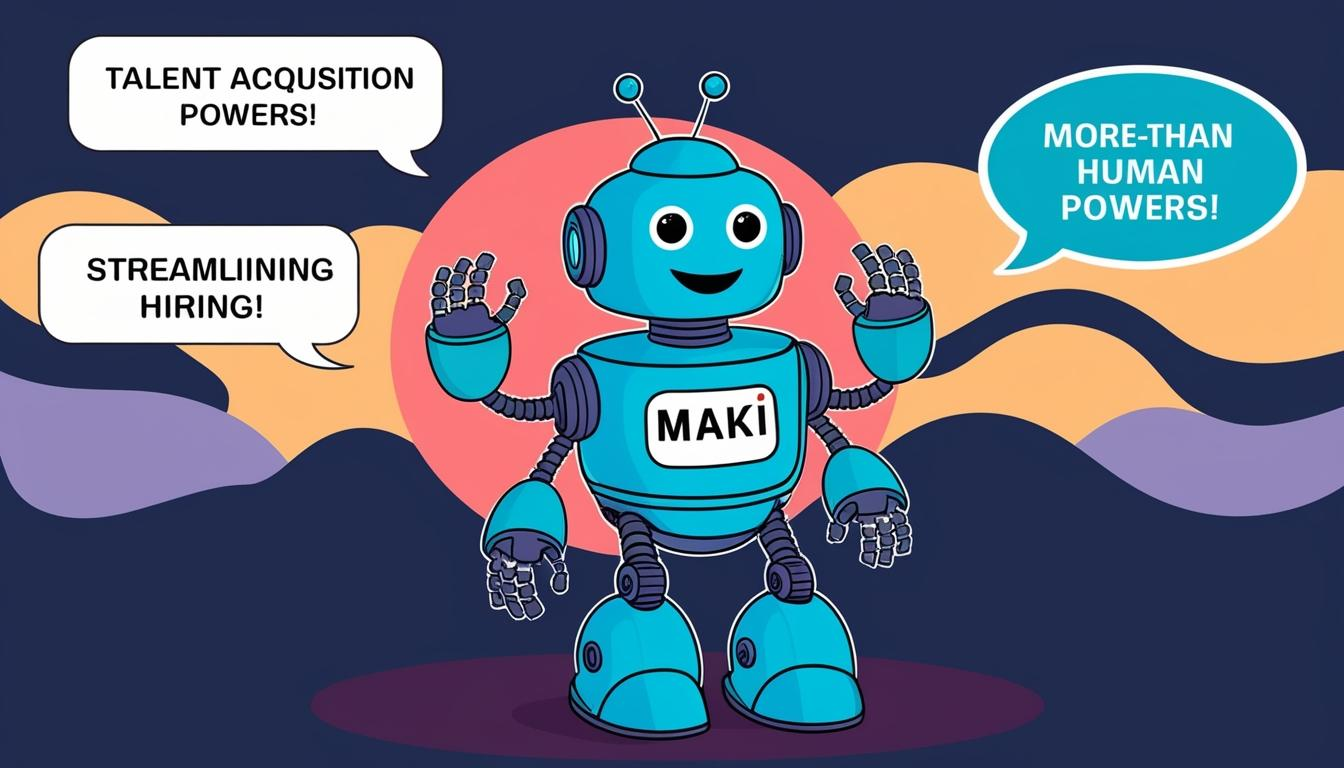 TALENT ACQUSITION
POWERS!
STREAMLIINING
HIRING!
MORE-THAN
HUMAN
POWERS!
MAKi